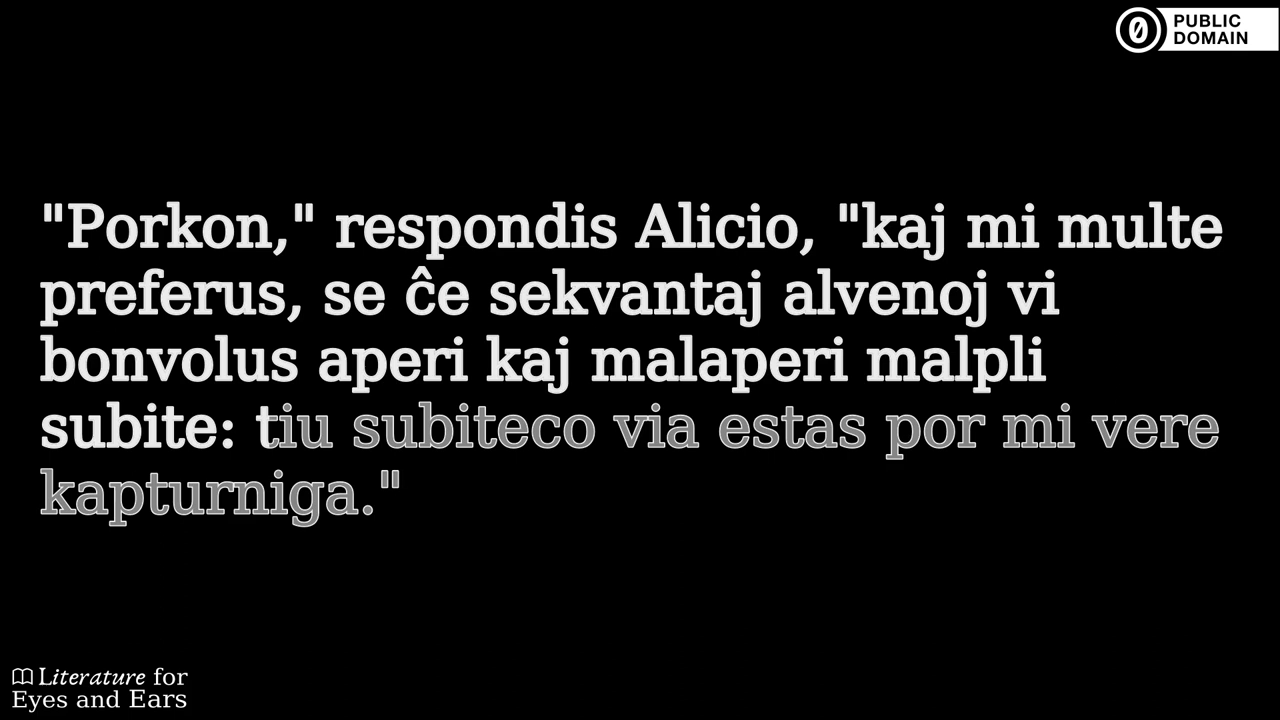 PUBLIC
DOMAIN
"Porkon," respondis Alicio, "kaj mi multe
preferus, se ĉe sekvantaj alvenoj vi
bonvolus aperi kaj malaperi malpli
subite: tiu subiteco via estas por mi vere
kapturniga."
Literature for
Eyes and Ears